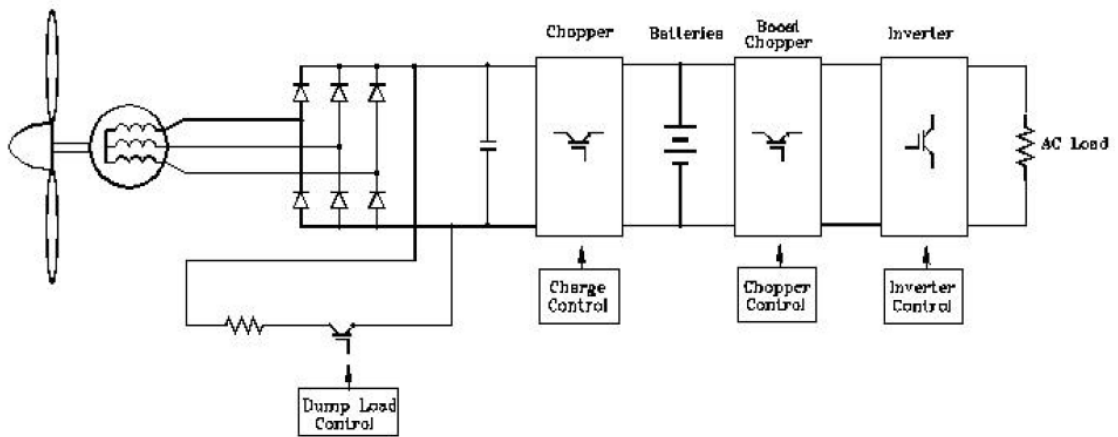 Chopper
Batteries
Boost
Chopper
Inverter
AC Load
Charge
Control
Chopper
Control
Inverter
Control
Dump Load
Control